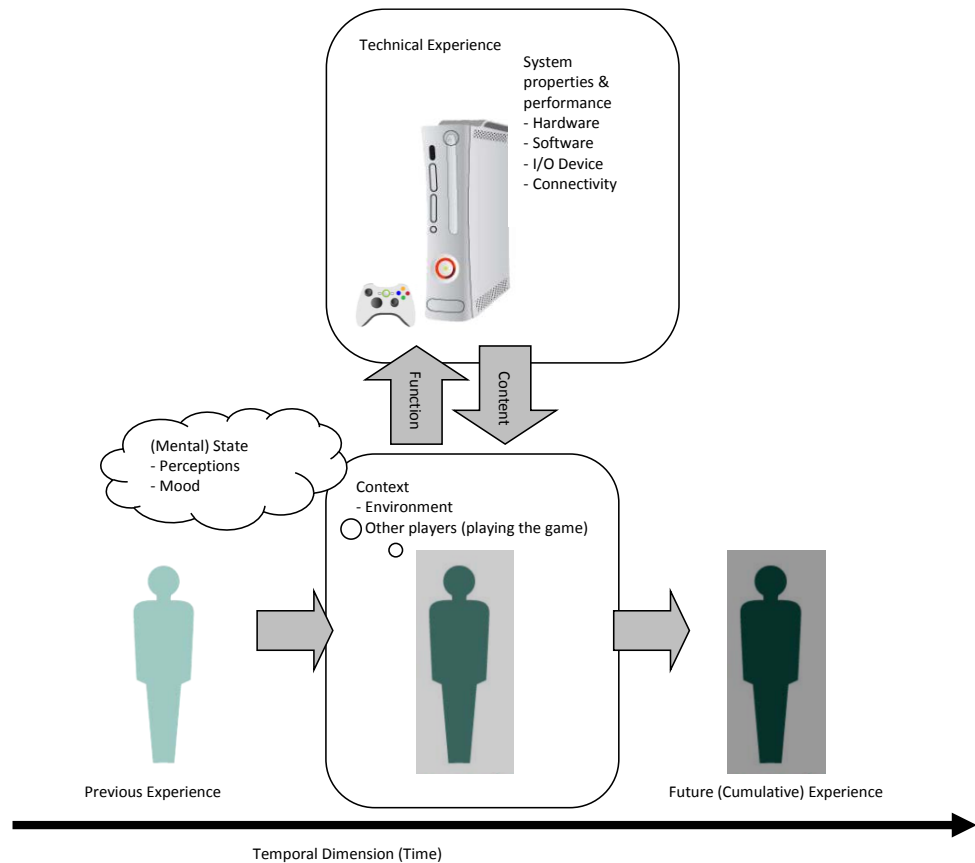 Technical Experience
System
properties &
performance
- Hardware
- Software
- I/O Device
- Connectivity
Function
Content
(Mental) State
- Perceptions
- Mood
Context
- Environment
Other players (playing the game)
Previous Experience
Future (Cumulative) Experience
Temporal Dimension (Time)